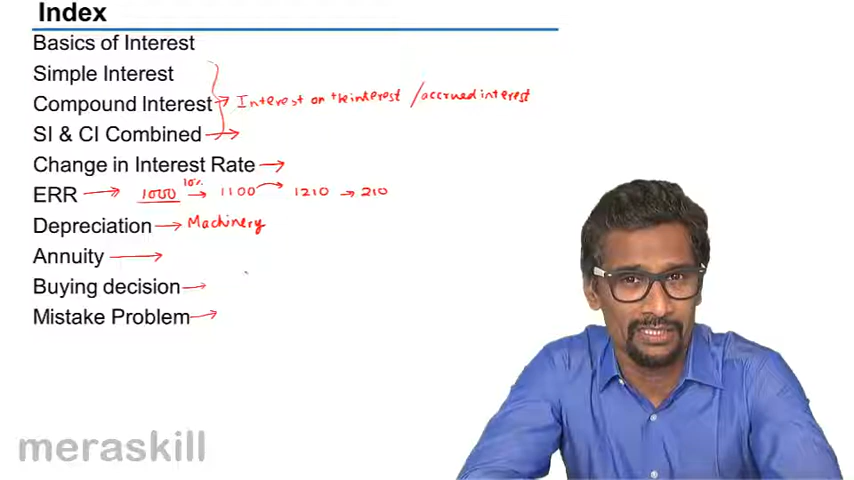 Index
Basics of Interest
Simple Interest
Compound Interest → Interest on the interest / accrued interest
SI & CI Combined →
Change in Interest Rate →
ERR → 1000 10% → 1100 → 1210 → 210
Depreciation → Machinery
Annuity →
Buying decision →
Mistake Problem →
meraskill